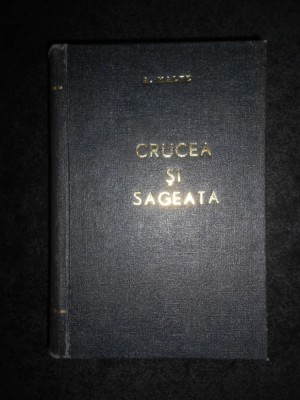 A. MALTZ
CRUCEA
ŞI
SAGEATA